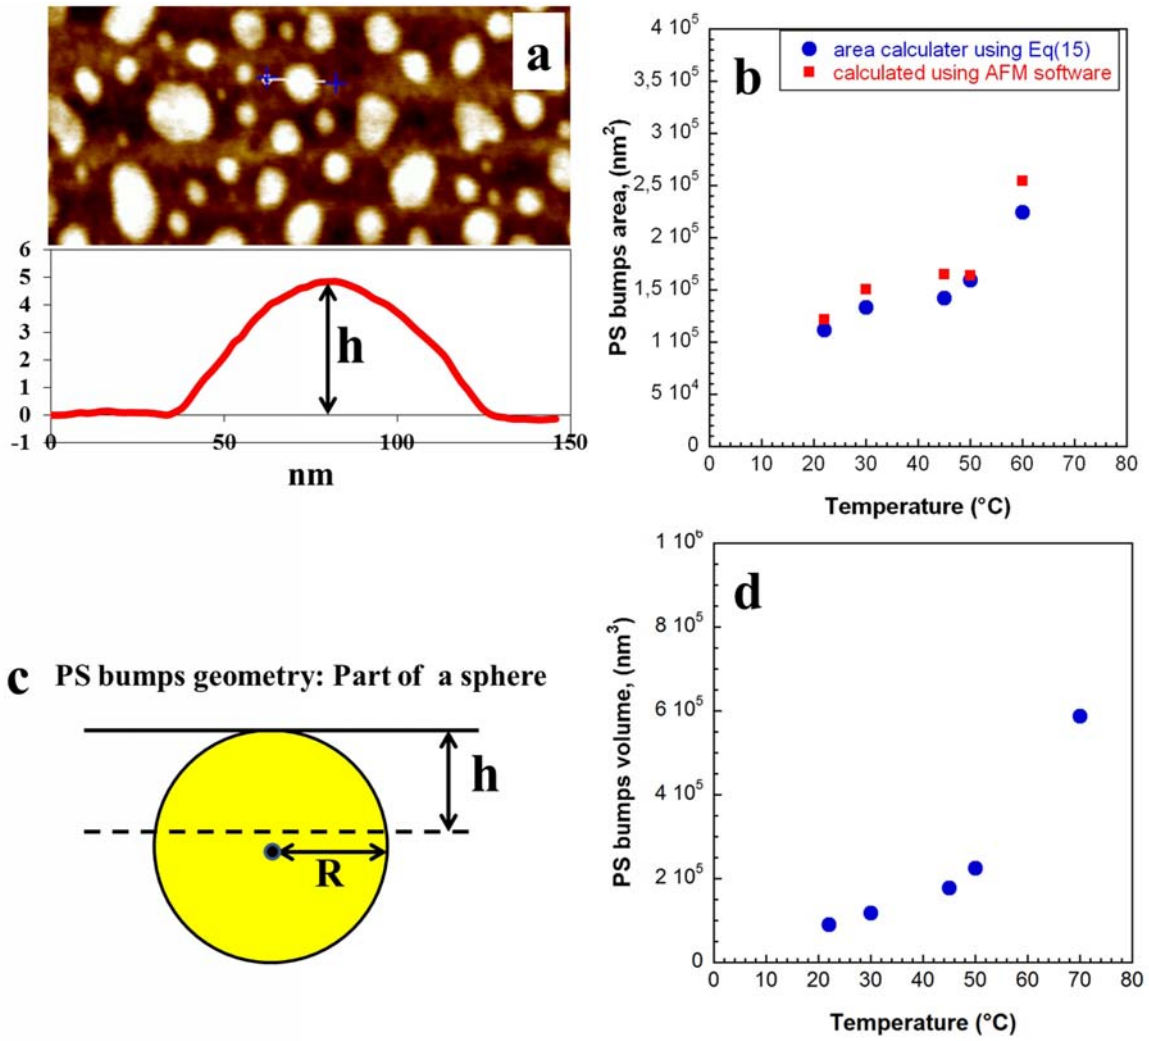 a
6
5
4
3
2
1
0
-1
h
0 50 100 150
nm
b
area calculater using Eq(15)
calculated using AFM software
PS bumps area, (nm²)
4 10⁵
3,5 10⁵
3 10⁵
2,5 10⁵
2 10⁵
1,5 10⁵
1 10⁵
5 10⁴
0
0 10 20 30 40 50 60 70 80
Temperature (°C)
c PS bumps geometry: Part of a sphere
h
R
d
PS bumps volume, (nm³)
1 10⁶
8 10⁵
6 10⁵
4 10⁵
2 10⁵
0
0 10 20 30 40 50 60 70 80
Temperature (°C)